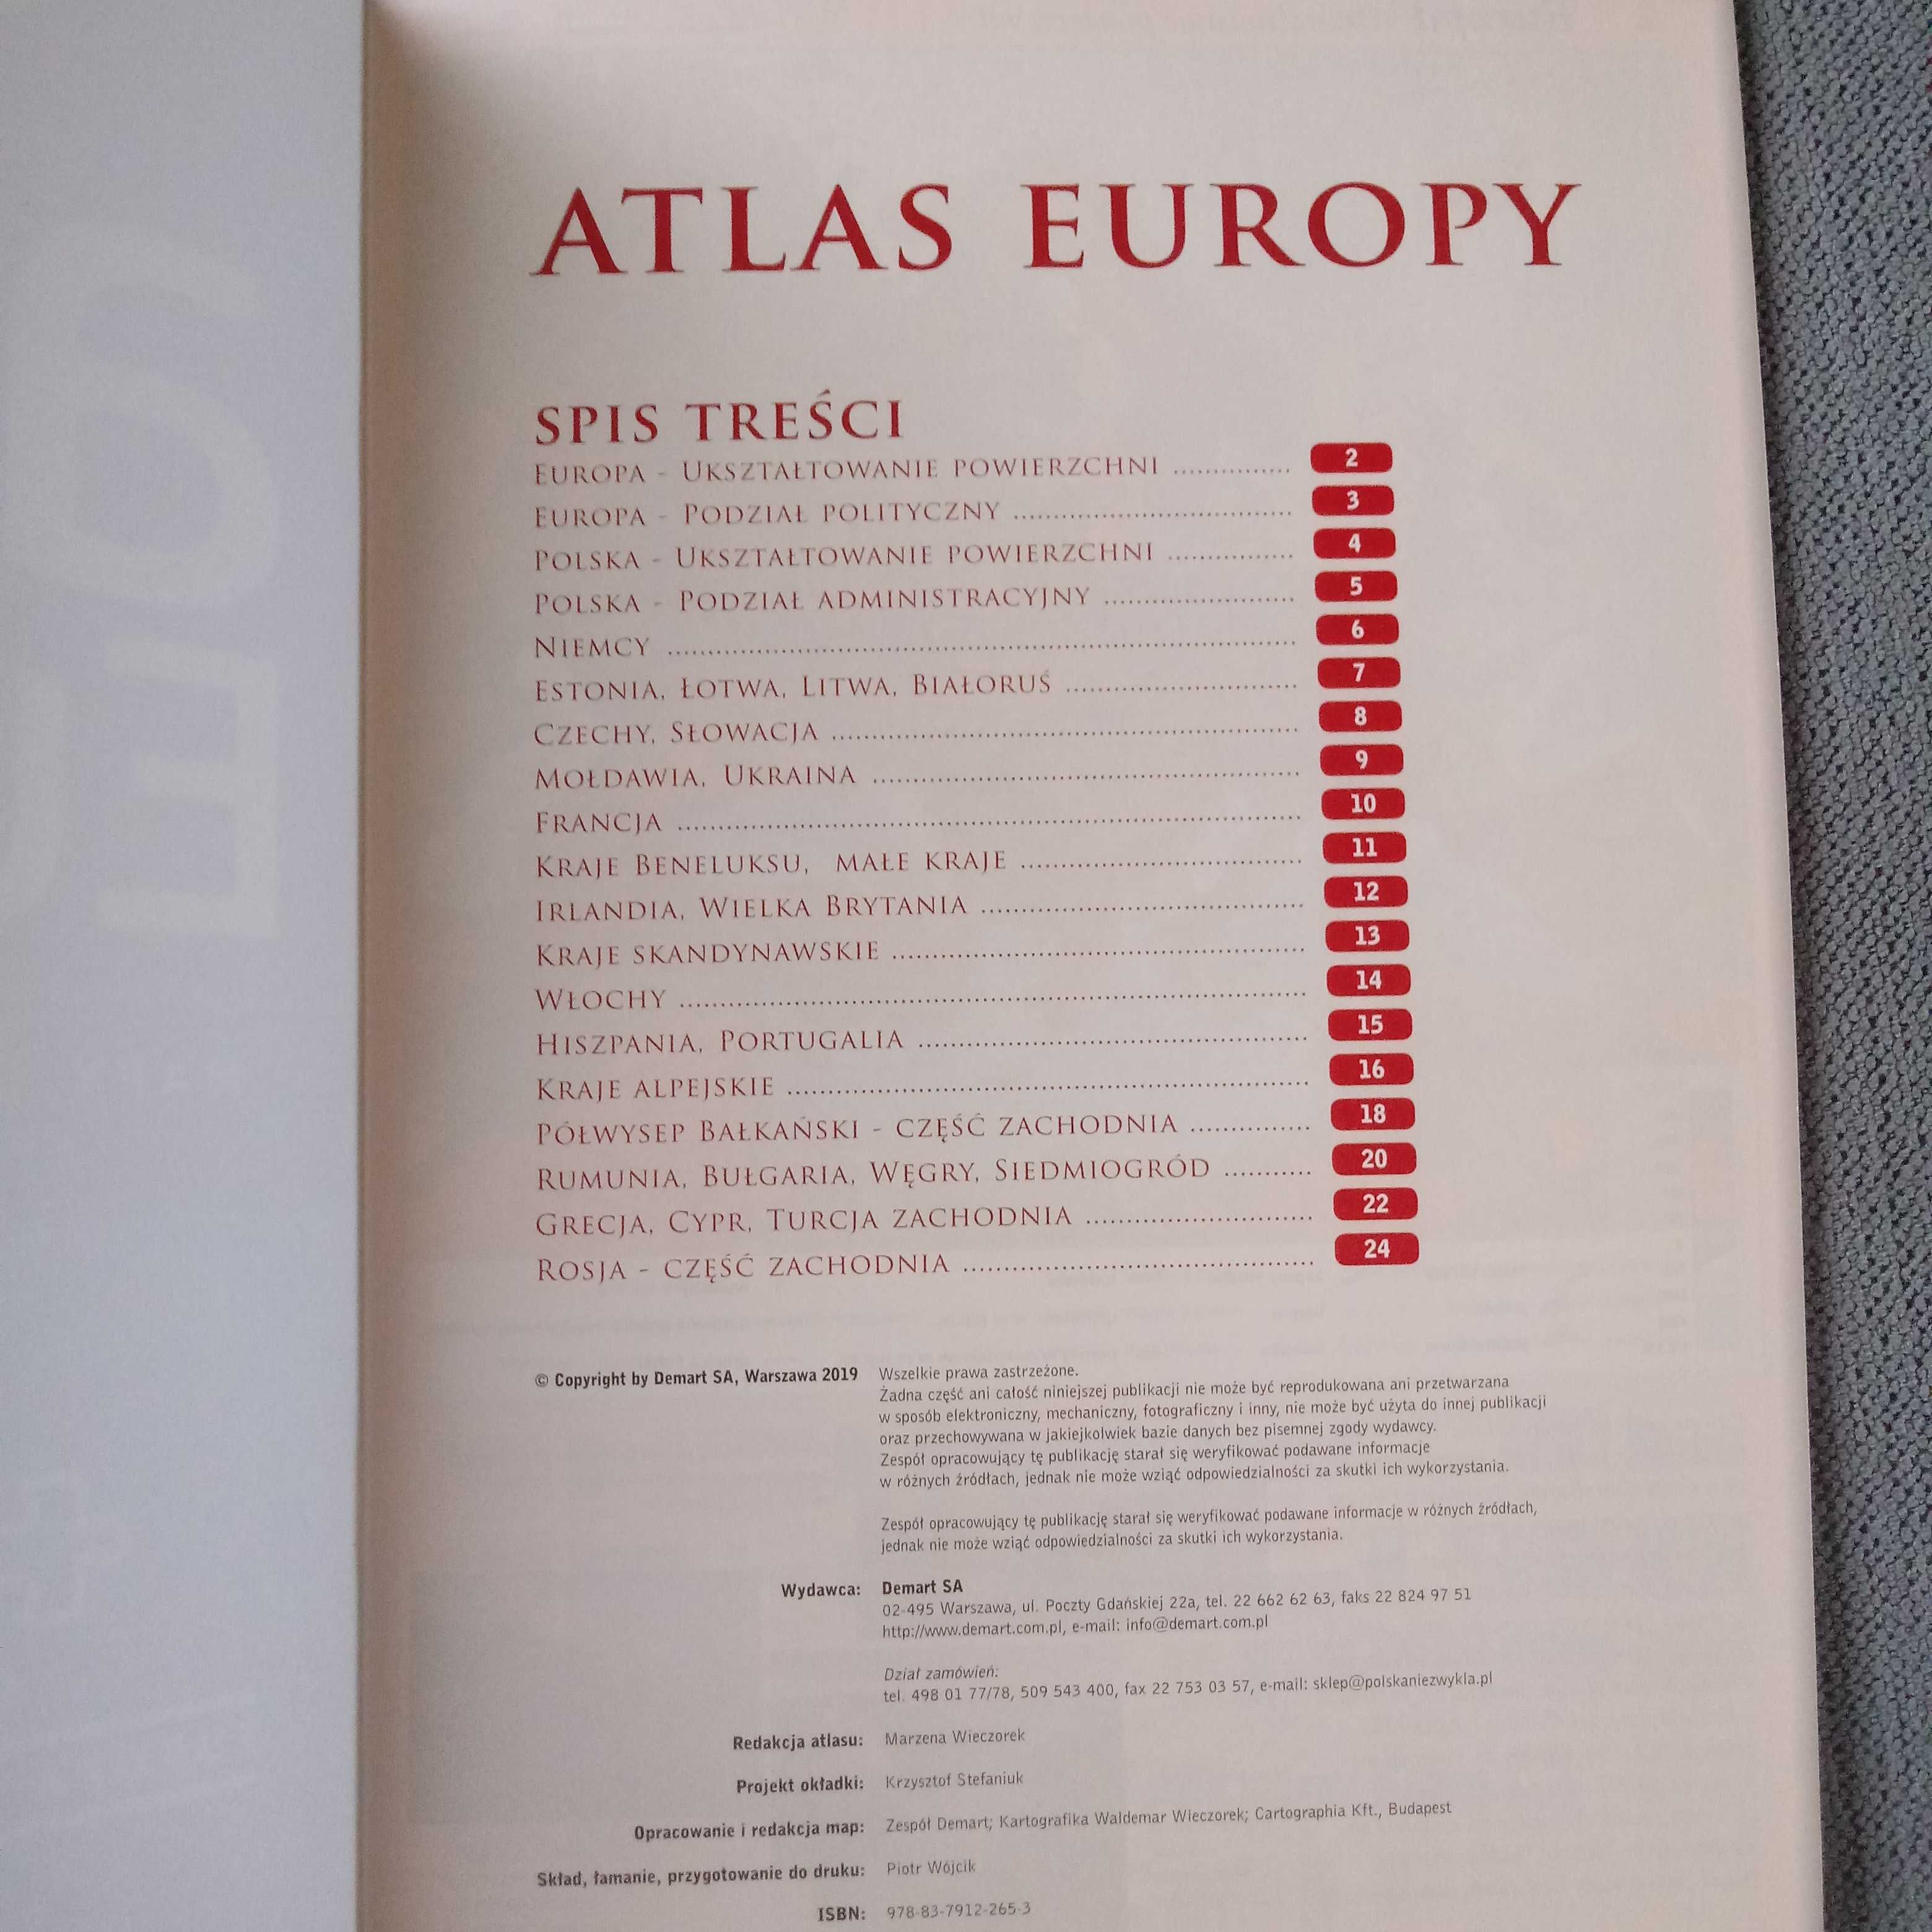 ATLAS EUROPY
SPIS TREŚCI
EUROPA - UKSZTAŁTOWANIE POWIERZCHNI ............... 2
EUROPA - PODZIAŁ POLITYCZNY ................................... 3
POLSKA - UKSZTAŁTOWANIE POWIERZCHNI ................ 4
POLSKA - PODZIAŁ ADMINISTRACYJNY ........................ 5
NIEMCY ................................................................................ 6
ESTONIA, ŁOTWA, LITWA, BIAŁORUŚ ............................. 7
CZECHY, SŁOWACJA ........................................................... 8
MOŁDAWIA, UKRAINA ...................................................... 9
FRANCJA ............................................................................... 10
KRAJE BENELUKSU, MAŁE KRAJE .................................... 11
IRLANDIA, WIELKA BRYTANIA ......................................... 12
KRAJE SKANDYNAWSKIE .................................................... 13
WŁOCHY ............................................................................... 14
HISZPANIA, PORTUGALIA ................................................. 15
KRAJE ALPEJSKIE .................................................................. 16
PÓŁWYSEP BAŁKAŃSKI - CZĘŚĆ ZACHODNIA ............... 18
RUMUNIA, BUŁGARIA, WĘGRY, SIEDMIOGRÓD ........... 20
GRECJA, CYPR, TURCJA ZACHODNIA ............................. 22
ROSJA - CZĘŚĆ ZACHODNIA ............................................ 24
© Copyright by Demart SA, Warszawa 2019 Wszelkie prawa zastrzeżone.
Żadna część ani całość niniejszej publikacji nie może być reprodukowana ani przetwarzana
w sposób elektroniczny, mechaniczny, fotograficzny i inny, nie może być użyta do innej publikacji
oraz przechowywana w jakiejkolwiek bazie danych bez pisemnej zgody wydawcy.
Zespół opracowujący tę publikację starał się weryfikować podawane informacje
w różnych źródłach, jednak nie może wziąć odpowiedzialności za skutki ich wykorzystania.
Zespół opracowujący tę publikację starał się weryfikować podawane informacje w różnych źródłach,
jednak nie może wziąć odpowiedzialności za skutki ich wykorzystania.
Wydawca: Demart SA
02-495 Warszawa, ul. Poczty Gdańskiej 22a, tel. 22 662 62 63, faks 22 824 97 51
http://www.demart.com.pl, e-mail: info@demart.com.pl
Dział zamówień:
tel. 498 01 77/78, 509 543 400, fax 22 753 03 57, e-mail: sklep@polskaniezwykla.pl
Redakcja atlasu: Marzena Wieczorek
Projekt okładki: Krzysztof Stefaniuk
Opracowanie i redakcja map: Zespół Demart; Kartografika Waldemar Wieczorek; Cartographia Kft., Budapest
Skład, łamanie, przygotowanie do druku: Piotr Wójcik
ISBN: 978-83-7912-265-3